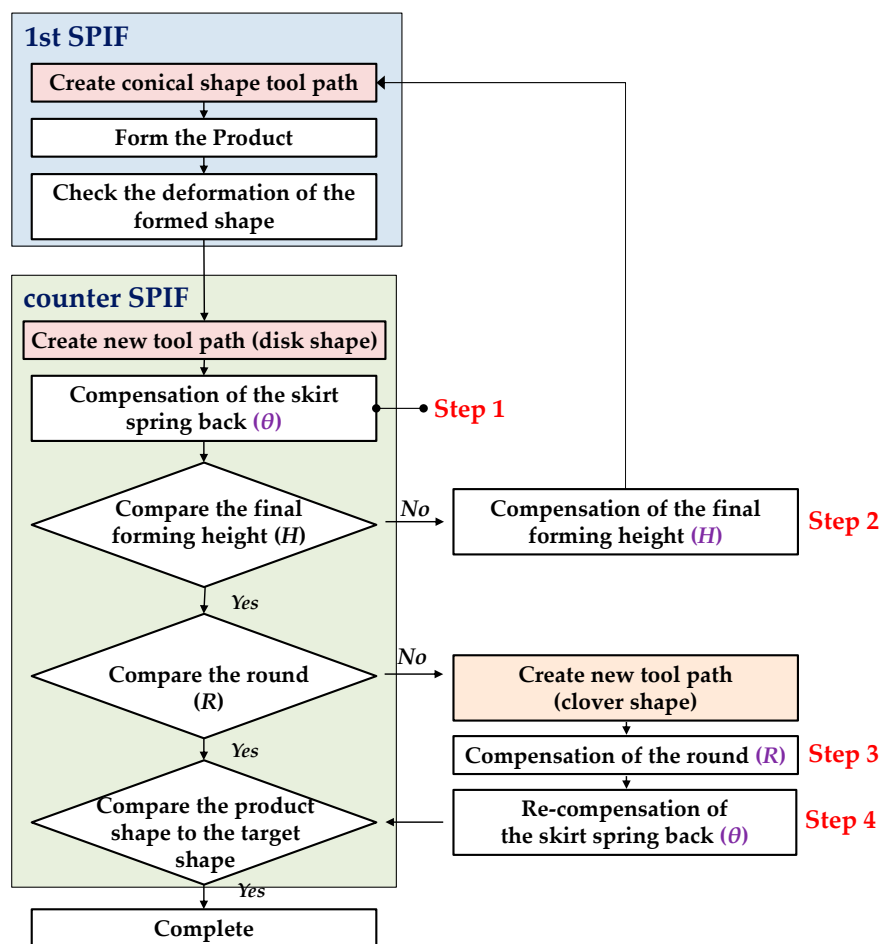 1st SPIF
Create conical shape tool path
Form the Product
Check the deformation of the
formed shape
counter SPIF
Create new tool path (disk shape)
Compensation of the skirt
spring back (θ)
Step 1
Compare the final
forming height (H)
No
Compensation of the final
forming height (H)
Step 2
Yes
Compare the round
(R)
No
Create new tool path
(clover shape)
Yes
Compensation of the round (R)
Step 3
Compare the product
shape to the target
shape
Re-compensation of
the skirt spring back (θ)
Step 4
Yes
Complete